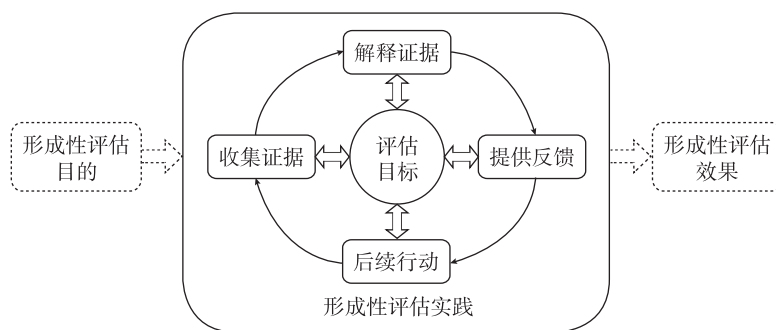 解释证据
形成性评估
目的
收集证据
评估
目标
提供反馈
形成性评估
效果
后续行动
形成性评估实践